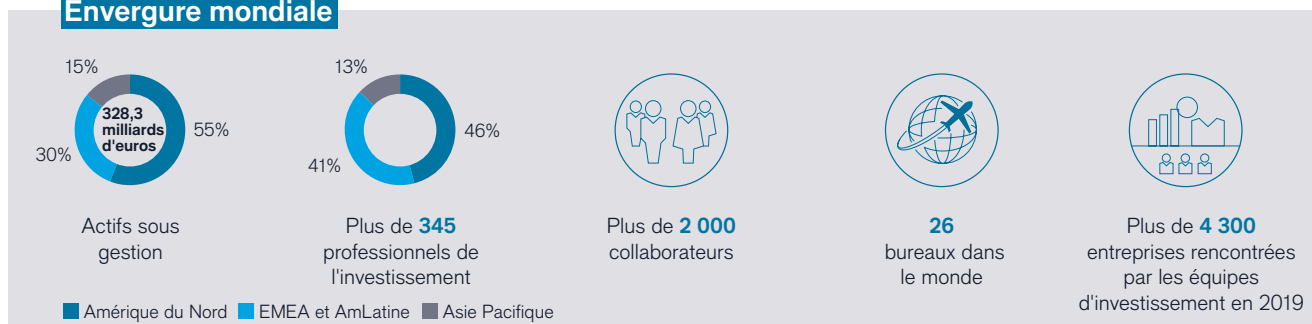 Envergure mondiale
15%
328,3
milliards
d'euros
55%
30%
Actifs sous
gestion
13%
46%
41%
Plus de 345
professionnels de
l'investissement
Plus de 2 000
collaborateurs
26
bureaux dans
le monde
Plus de 4 300
entreprises rencontrées
par les équipes
d'investissement en 2019
Amérique du Nord EMEA et AmLatine Asie Pacifique